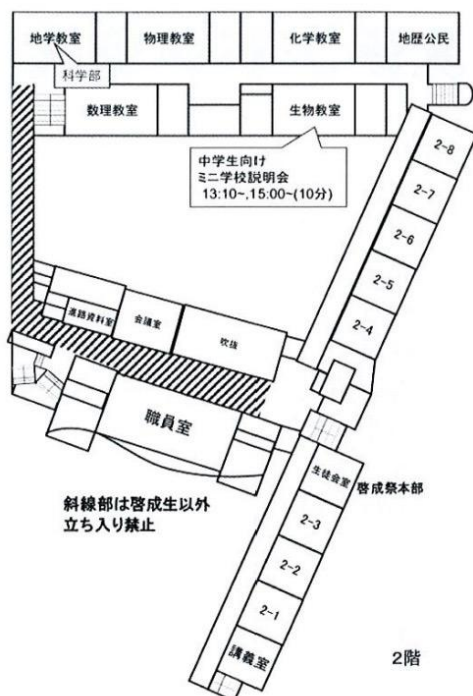 地学教室
物理教室
化学教室
地歴公民
科学部
数理教室
生物教室
中学生向け
ミニ学校説明会
13:10~,15:00~(10分)
2-8
2-7
2-6
2-5
2-4
進路資料室
会議室
吹抜
職員室
生徒会室
啓成祭本部
斜線部は啓成生以外
立ち入り禁止
2-3
2-2
2-1
講義室
2階